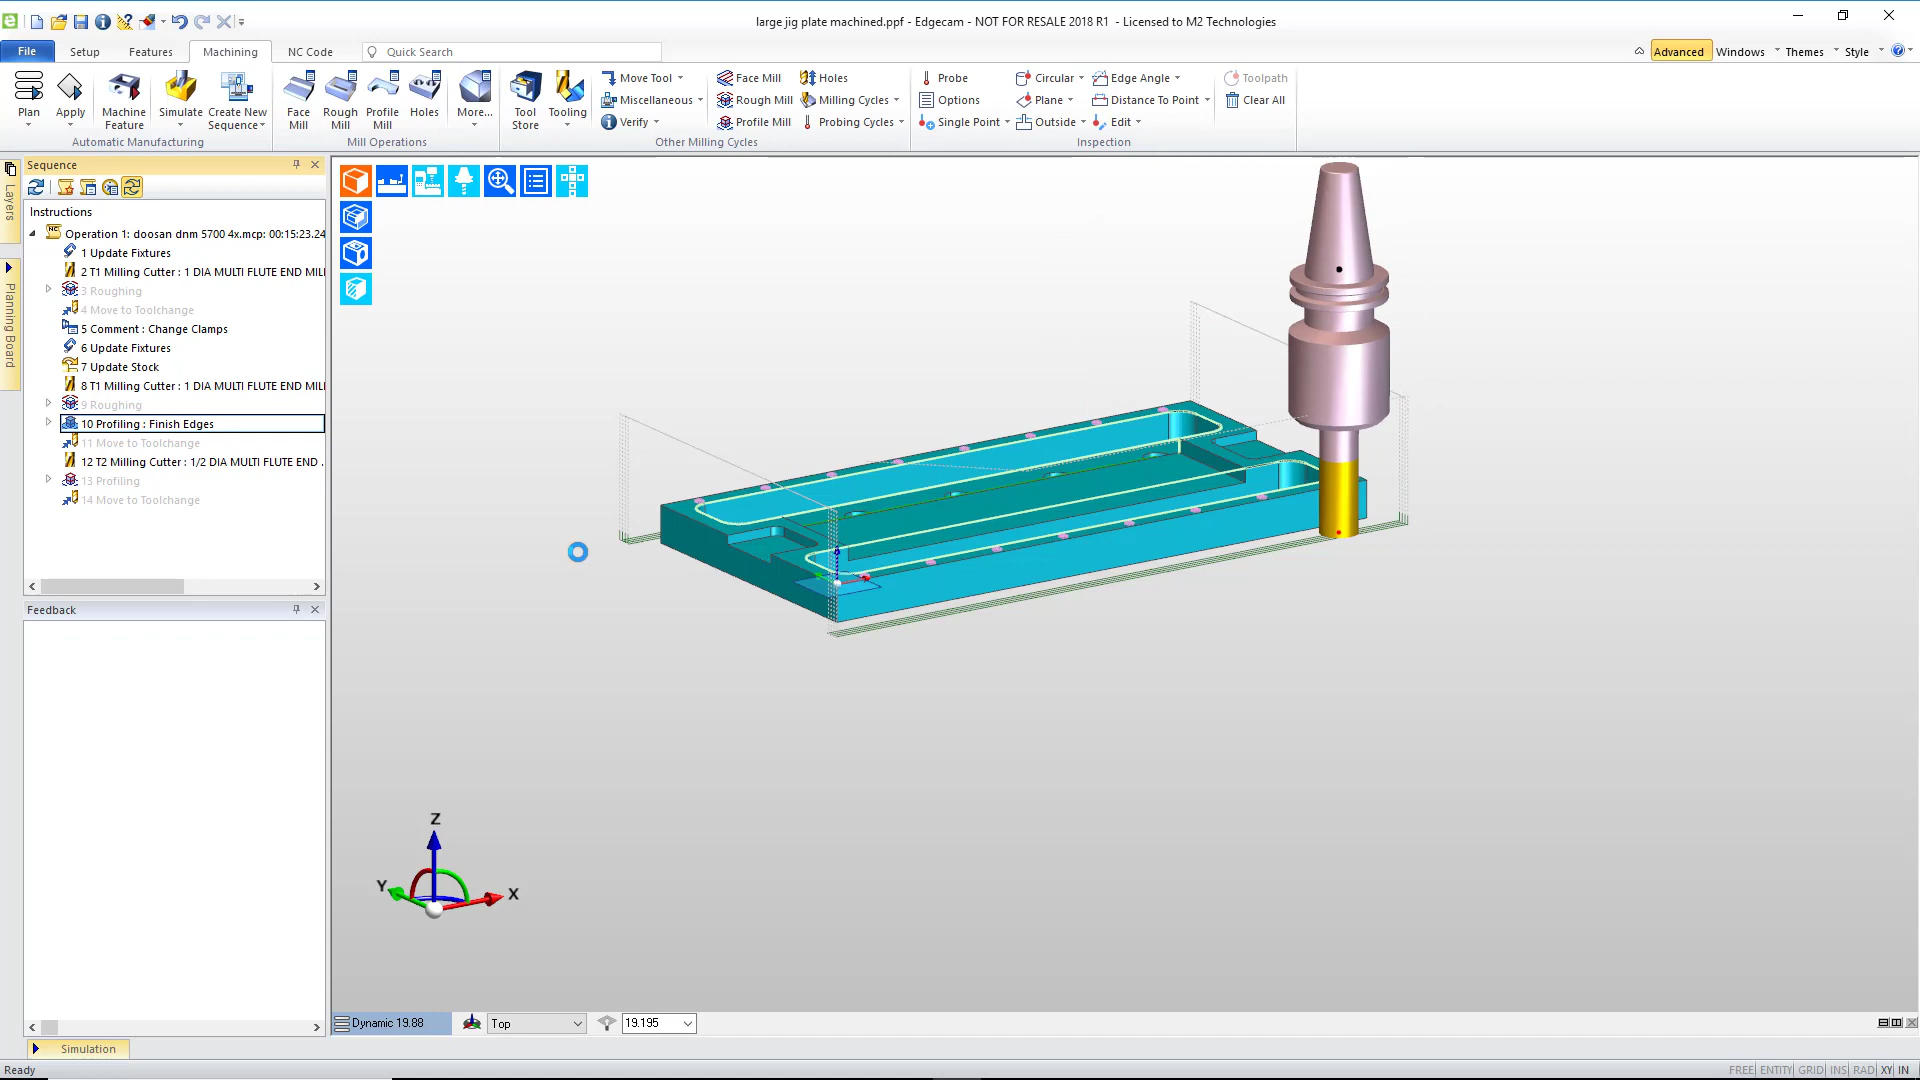 large jig plate machined.ppf - Edgecam - NOT FOR RESALE 2018 R1 - Licensed to M2 Technologies
File Setup Features Machining NC Code Quick Search Advanced Windows Themes Style
Plan
Apply
Machine Feature
Simulate
Create New Sequence
Automatic Manufacturing
Face Mill
Rough Mill
Profile Mill
Holes
More...
Mill Operations
Tool Store
Tooling
Move Tool
Miscellaneous
Verify
Face Mill
Rough Mill
Profile Mill
Holes
Milling Cycles
Probing Cycles
Other Milling Cycles
Probe
Options
Single Point
Circular
Plane
Outside
Edge Angle
Distance To Point
Edit
Toolpath
Clear All
Inspection
Layers
Planning Board
Sequence
Instructions
Operation 1: doosan dnm 5700 4x.mcp: 00:15:23.24
1 Update Fixtures
2 T1 Milling Cutter : 1 DIA MULTI FLUTE END MIL
3 Roughing
4 Move to Toolchange
5 Comment : Change Clamps
6 Update Fixtures
7 Update Stock
8 T1 Milling Cutter : 1 DIA MULTI FLUTE END MIL
9 Roughing
10 Profiling : Finish Edges
11 Move to Toolchange
12 T2 Milling Cutter : 1/2 DIA MULTI FLUTE END .
13 Profiling
14 Move to Toolchange
Feedback
Z
Y
X
Dynamic 19.88 Top 19.195
Simulation
Ready FREE ENTITY GRID INS RAD XY IN